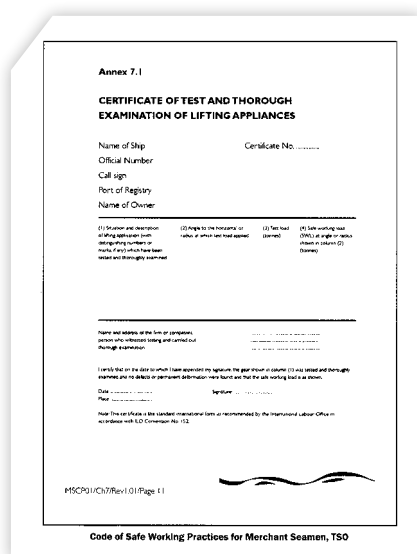 Annex 7.1
CERTIFICATE OF TEST AND THOROUGH
EXAMINATION OF LIFTING APPLIANCES
Name of Ship Certificate No. ............
Official Number
Call sign
Port of Registry
Name of Owner
(1) Situation and description (2) Angle to the horizontal or (3) Test load (4) Safe working load
of lifting application (with radius at which test load applied (tonnes) (SWL) at angle or radius
distinguishing numbers or shown in column (2)
marks, if any) which have been (tonnes)
tested and thoroughly examined
Name and address of the firm or competent
person who witnessed testing and carried out
thorough examination
I certify that on the date to which I have appended my signature, the gear shown in column (1) was tested and thoroughly
examined and no defects or permanent deformation were found and that the safe working load is as shown.
Date ........................ Signature ........................
Place ........................
Note: This certificate is the standard international form as recommended by the International Labour Office in
accordance with ILO Convention No. 152.
MSCP01/Ch7/Rev1.01/Page 11
Code of Safe Working Practices for Merchant Seamen, TSO